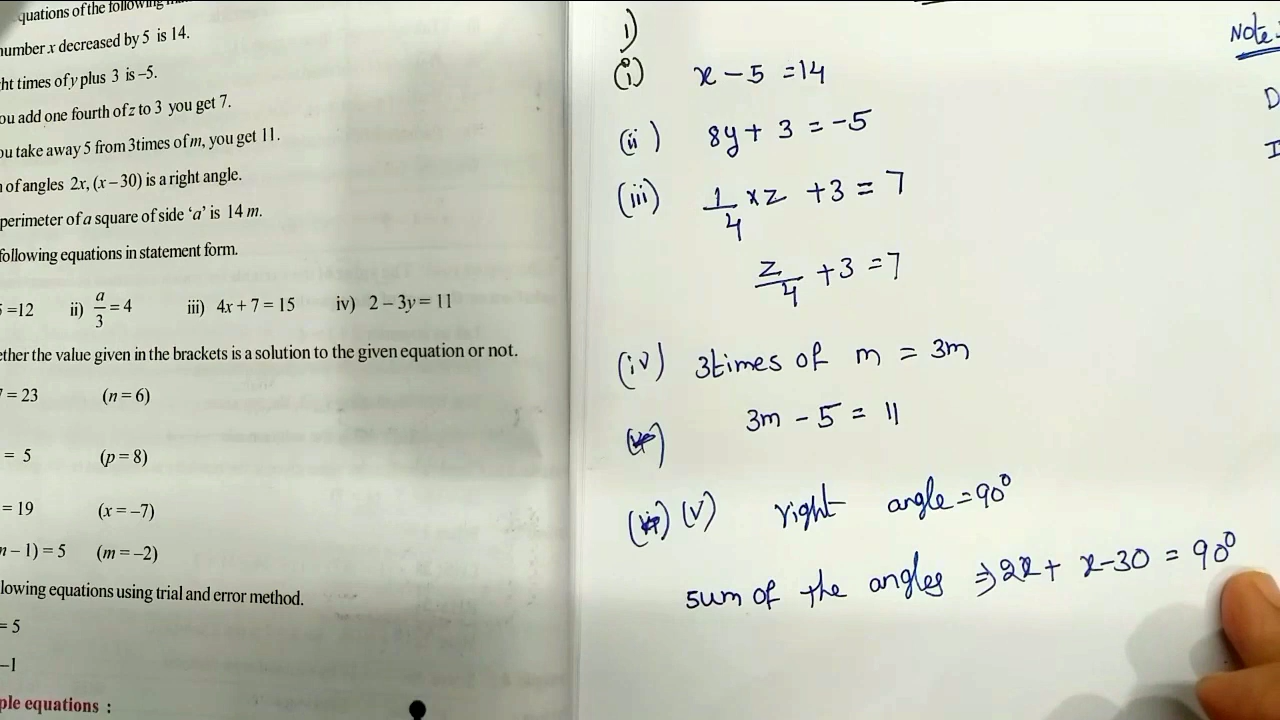 quations of the following
number x decreased by 5 is 14.
ht times of y plus 3 is –5.
ou add one fourth of z to 3 you get 7.
ou take away 5 from 3times of m, you get 11.
of angles 2x, (x – 30) is a right angle.
perimeter of a square of side ‘a’ is 14 m.
following equations in statement form.
=12 ii) a/3 = 4 iii) 4x + 7 = 15 iv) 2 – 3y = 11
ether the value given in the brackets is a solution to the given equation or not.
= 23 (n = 6)
= 5 (p = 8)
= 19 (x = –7)
– 1) = 5 (m = –2)
lowing equations using trial and error method.
= 5
–1
ple equations :
1)
(i) x - 5 = 14
(ii) 8y + 3 = -5
(iii) 1/4 × z + 3 = 7
z/4 + 3 = 7
(iv) 3times of m = 3m
3m - 5 = 11
(v) right angle = 90°
sum of the angles ⇒ 2x + x-30 = 90°
Note:
D
I